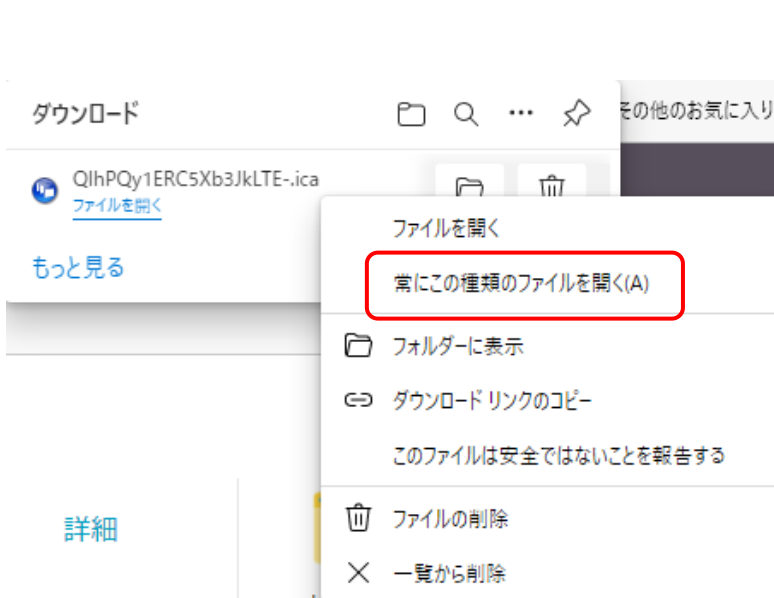 ダウンロード
その他のお気に入り
QIhPQy1ERC5Xb3JkLTE-.ica
ファイルを開く
もっと見る
ファイルを開く
常にこの種類のファイルを開く(A)
フォルダーに表示
ダウンロード リンクのコピー
このファイルは安全ではないことを報告する
ファイルの削除
一覧から削除
詳細